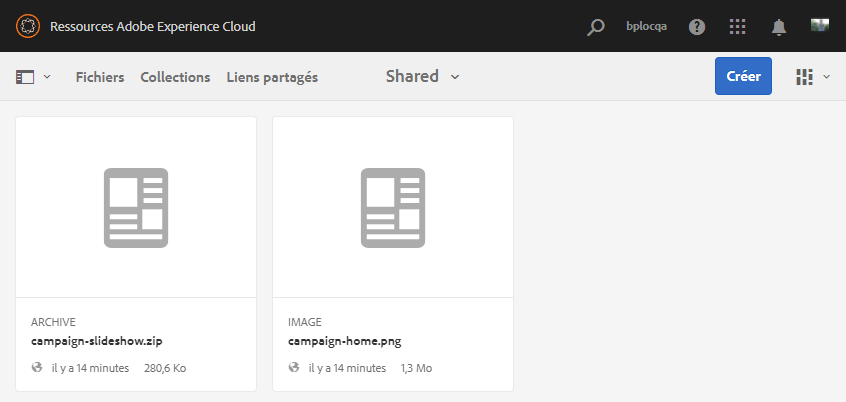 Ressources Adobe Experience Cloud
bplocqa
Fichiers Collections Liens partagés
Shared
Créer
ARCHIVE
campaign-slideshow.zip
il y a 14 minutes 280,6 Ko
IMAGE
campaign-home.png
il y a 14 minutes 1,3 Mo